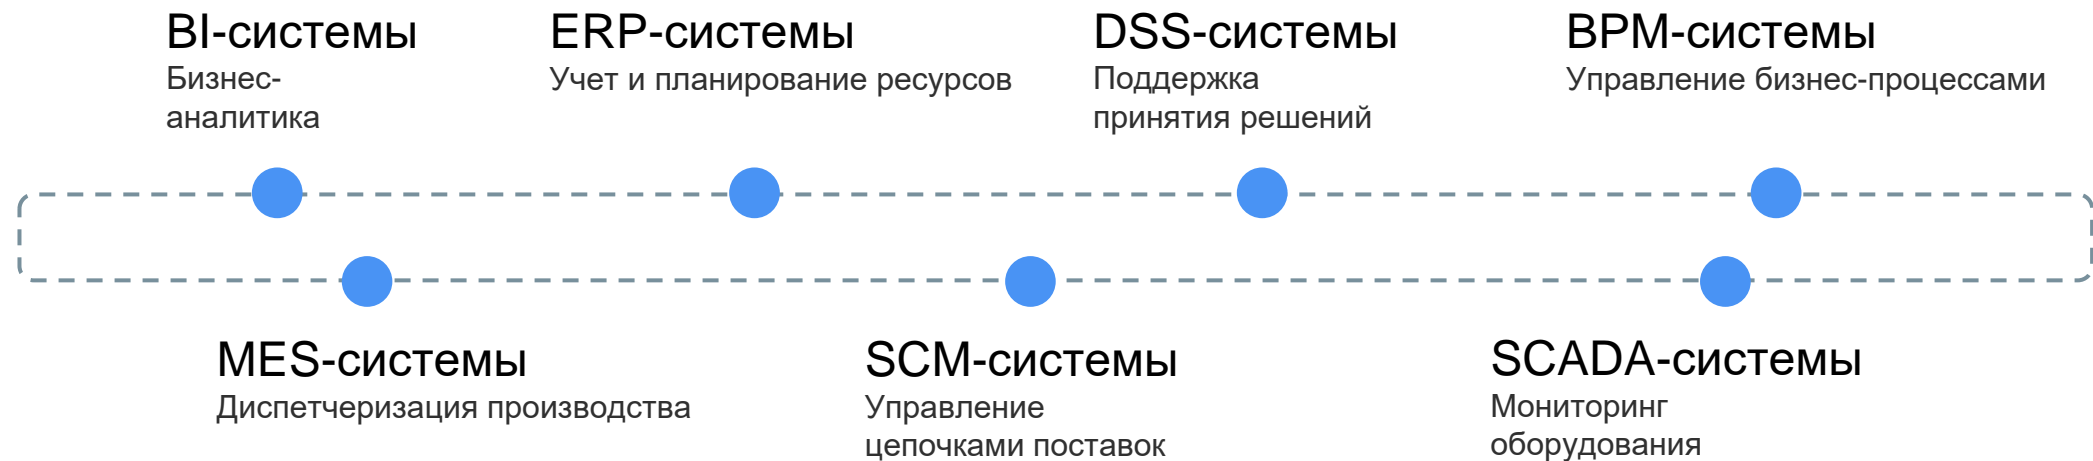 BI-системы
Бизнес-
аналитика
ERP-системы
Учет и планирование ресурсов
DSS-системы
Поддержка
принятия решений
BPM-системы
Управление бизнес-процессами
MES-системы
Диспетчеризация производства
SCM-системы
Управление
цепочками поставок
SCADA-системы
Мониторинг
оборудования